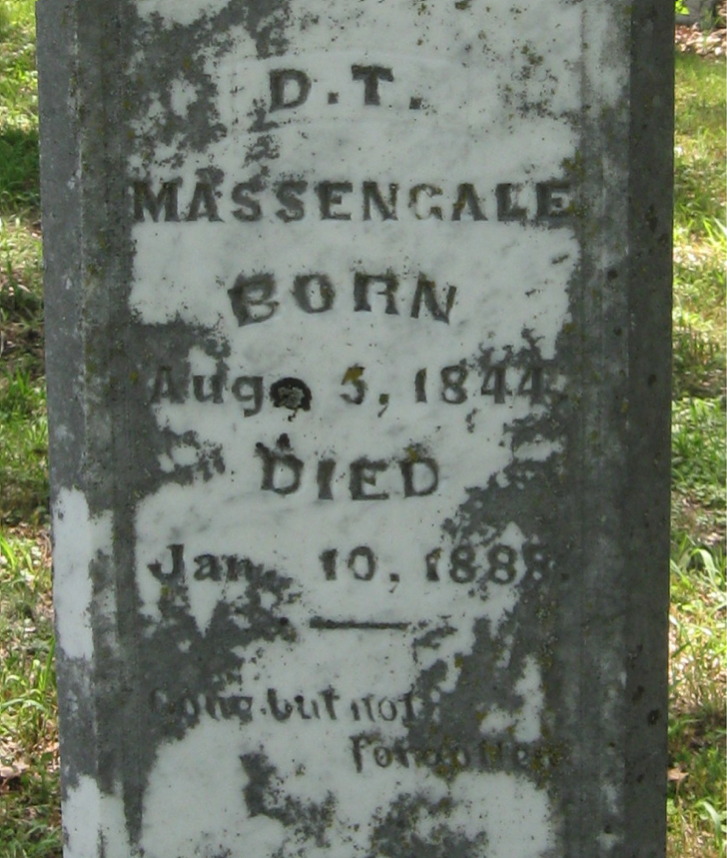 D. T.
MASSENGALE
BORN
Aug. 5, 1844.
DIED
Jan. 10, 1888.
Gone, but not
forgotten